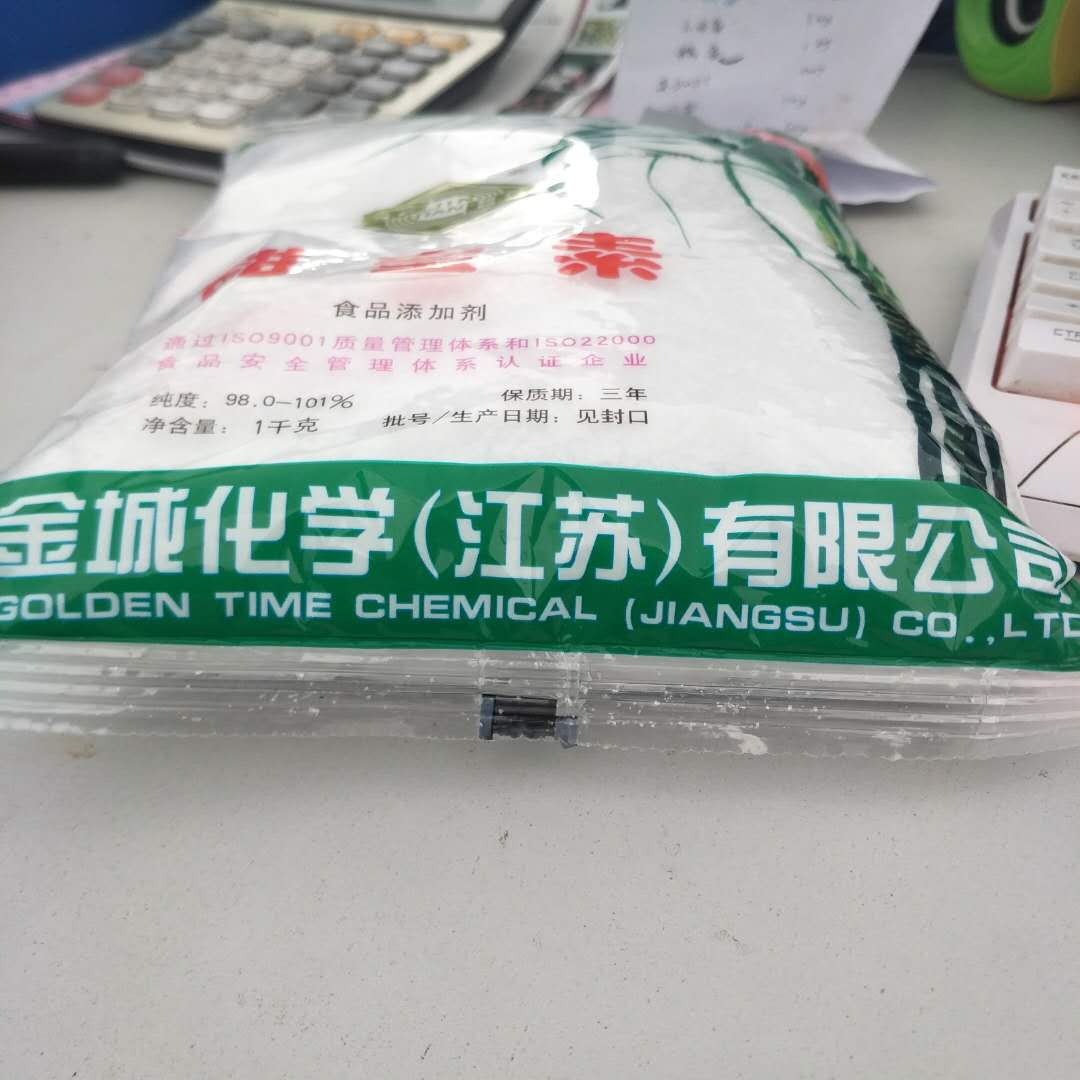 甜蜜素
食品添加剂
通过ISO9001质量管理体系和ISO22000
食品安全管理体系认证企业
纯度：98.0-101%
保质期：三年
净含量：1千克
批号/生产日期：见封口
金城化学(江苏)有限公司
GOLDEN TIME CHEMICAL (JIANGSU) CO.,LTD